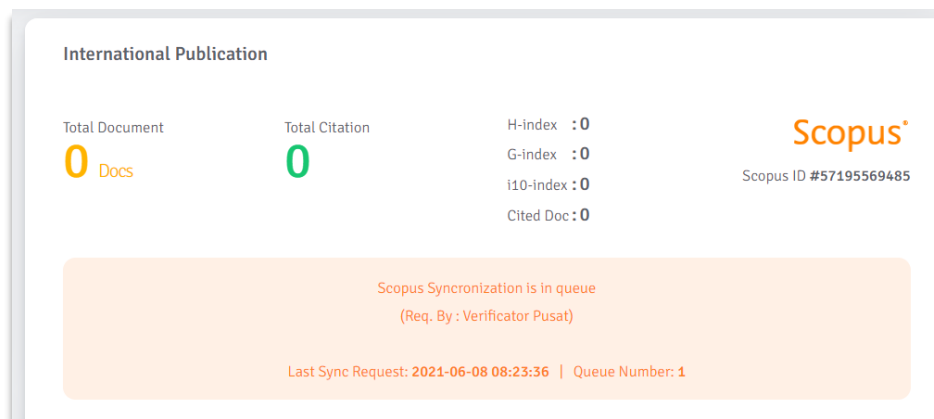 International Publication
Total Document
0 Docs
Total Citation
0
H-index : 0
G-index : 0
i10-index : 0
Cited Doc : 0
Scopus®
Scopus ID #57195569485
Scopus Syncronization is in queue
(Req. By : Verificator Pusat)
Last Sync Request: 2021-06-08 08:23:36 | Queue Number: 1